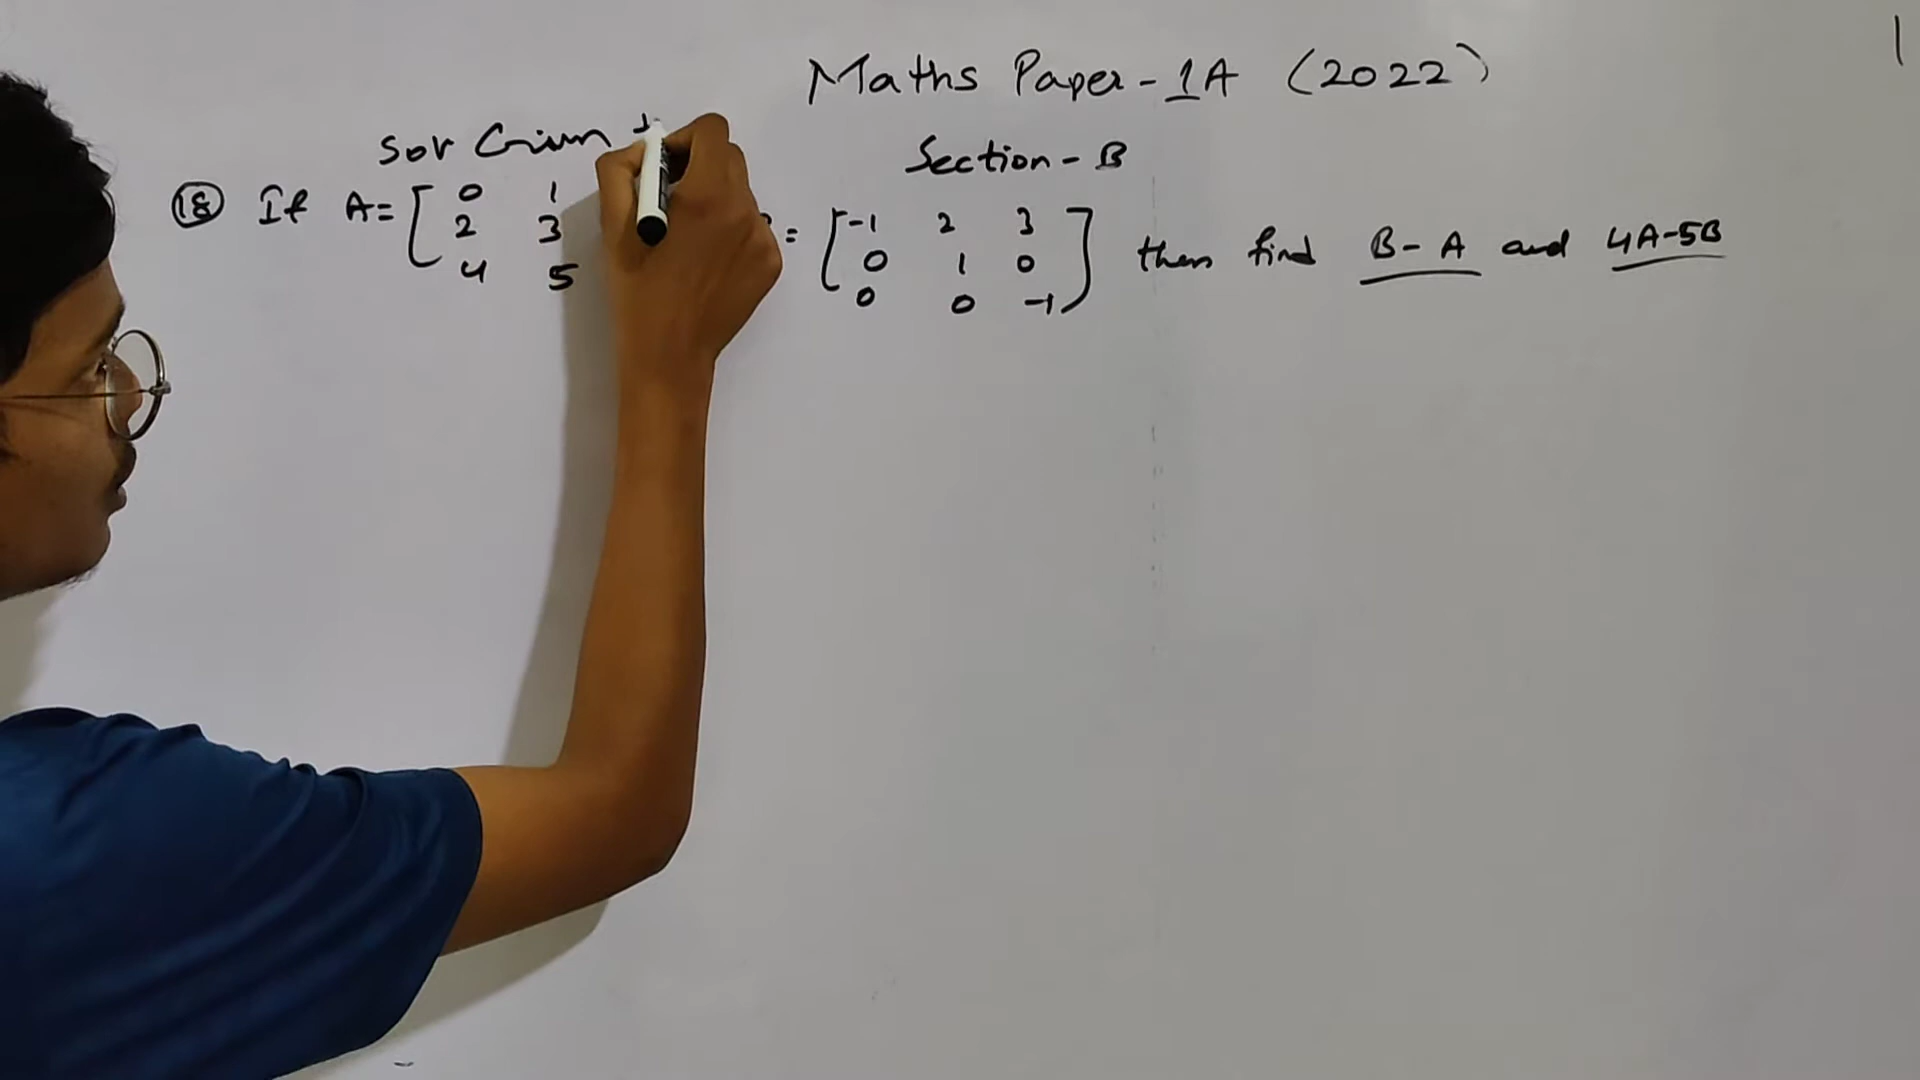 Maths Paper-1A (2022)
Sol Given
Section-B
(18) If A= [ 0 1 = [ -1 2 3 ] then find B-A and 4A-5B
2 3 0 1 0
4 5 0 0 -1